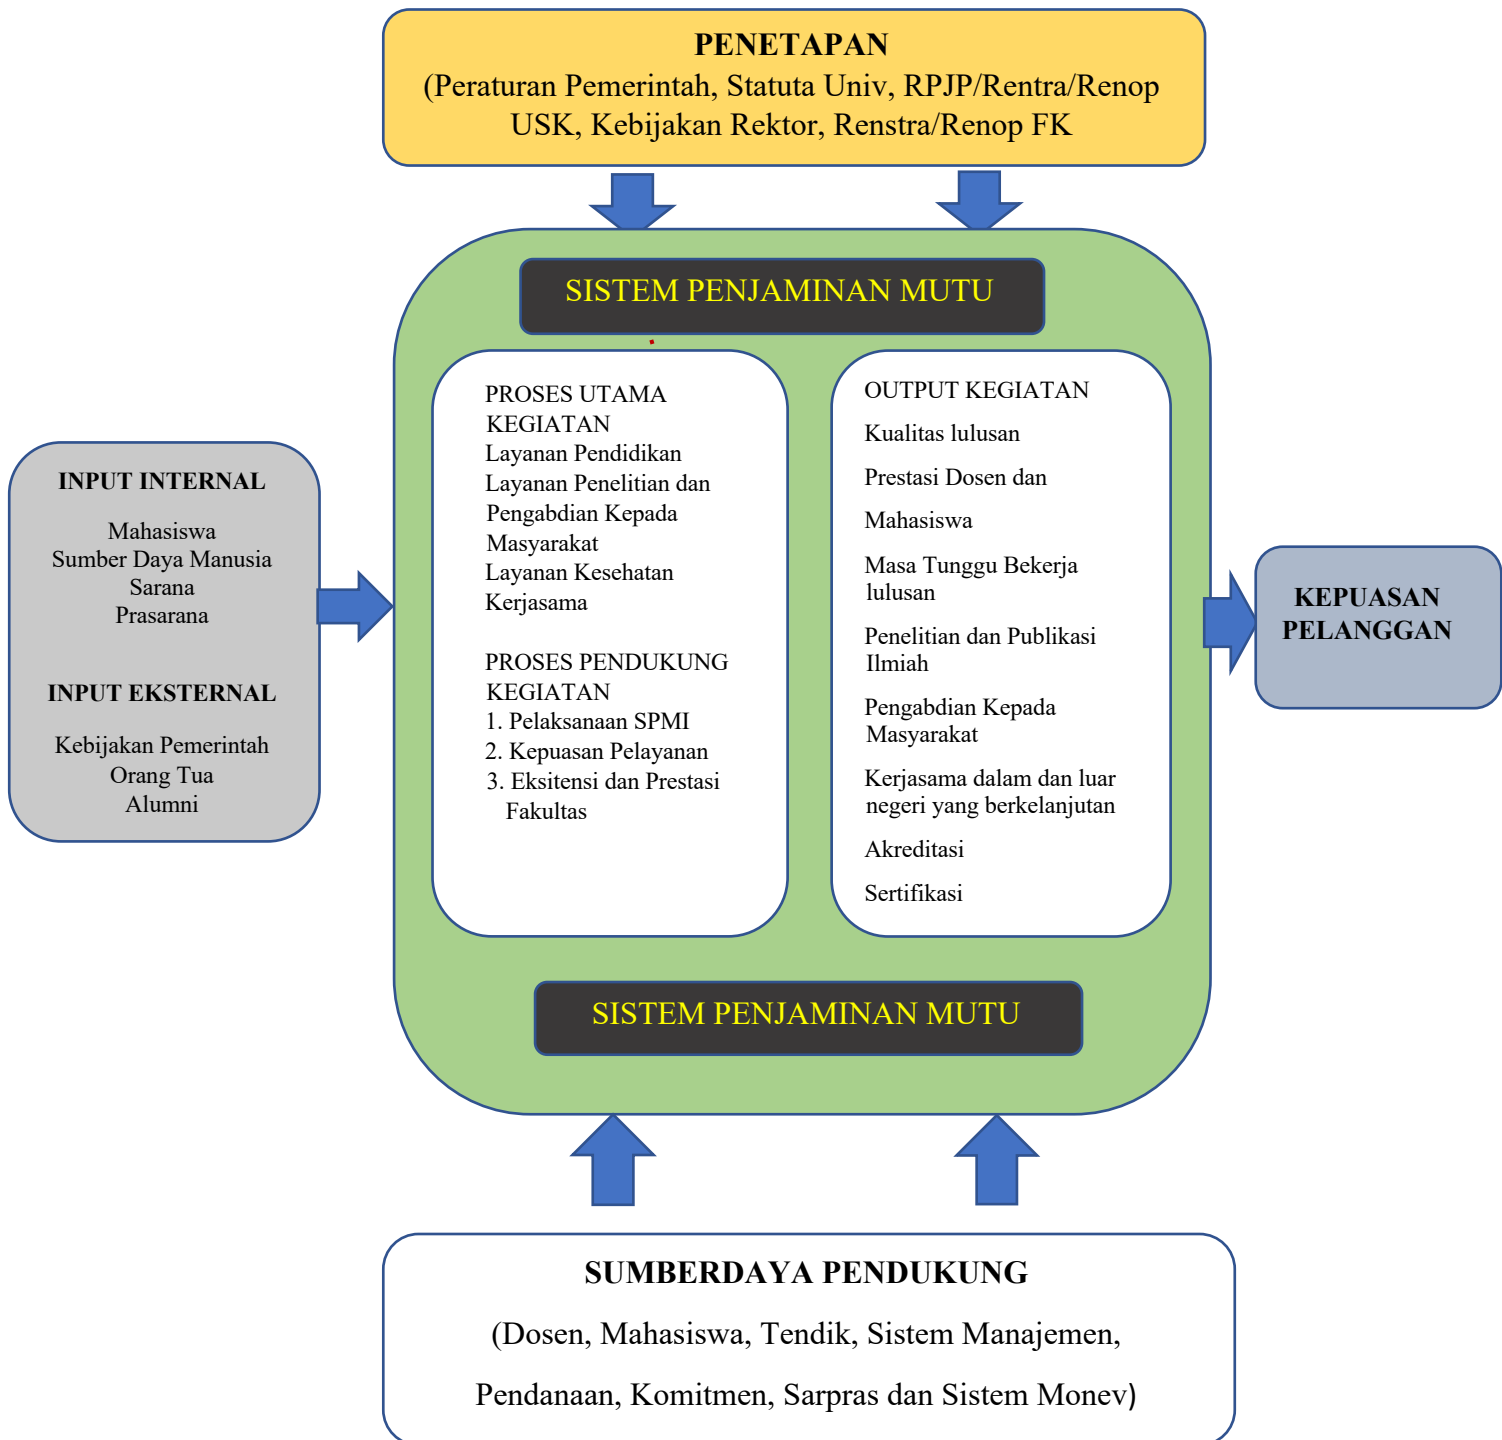 PENETAPAN
(Peraturan Pemerintah, Statuta Univ, RPJP/Rentra/Renop
USK, Kebijakan Rektor, Renstra/Renop FK
SISTEM PENJAMINAN MUTU
INPUT INTERNAL
Mahasiswa
Sumber Daya Manusia
Sarana
Prasarana
INPUT EKSTERNAL
Kebijakan Pemerintah
Orang Tua
Alumni
PROSES UTAMA
KEGIATAN
Layanan Pendidikan
Layanan Penelitian dan
Pengabdian Kepada
Masyarakat
Layanan Kesehatan
Kerjasama
PROSES PENDUKUNG
KEGIATAN
1. Pelaksanaan SPMI
2. Kepuasan Pelayanan
3. Eksitensi dan Prestasi
Fakultas
OUTPUT KEGIATAN
Kualitas lulusan
Prestasi Dosen dan
Mahasiswa
Masa Tunggu Bekerja
lulusan
Penelitian dan Publikasi
Ilmiah
Pengabdian Kepada
Masyarakat
Kerjasama dalam dan luar
negeri yang berkelanjutan
Akreditasi
Sertifikasi
KEPUASAN
PELANGGAN
SISTEM PENJAMINAN MUTU
SUMBERDAYA PENDUKUNG
(Dosen, Mahasiswa, Tendik, Sistem Manajemen,
Pendanaan, Komitmen, Sarpras dan Sistem Monev)